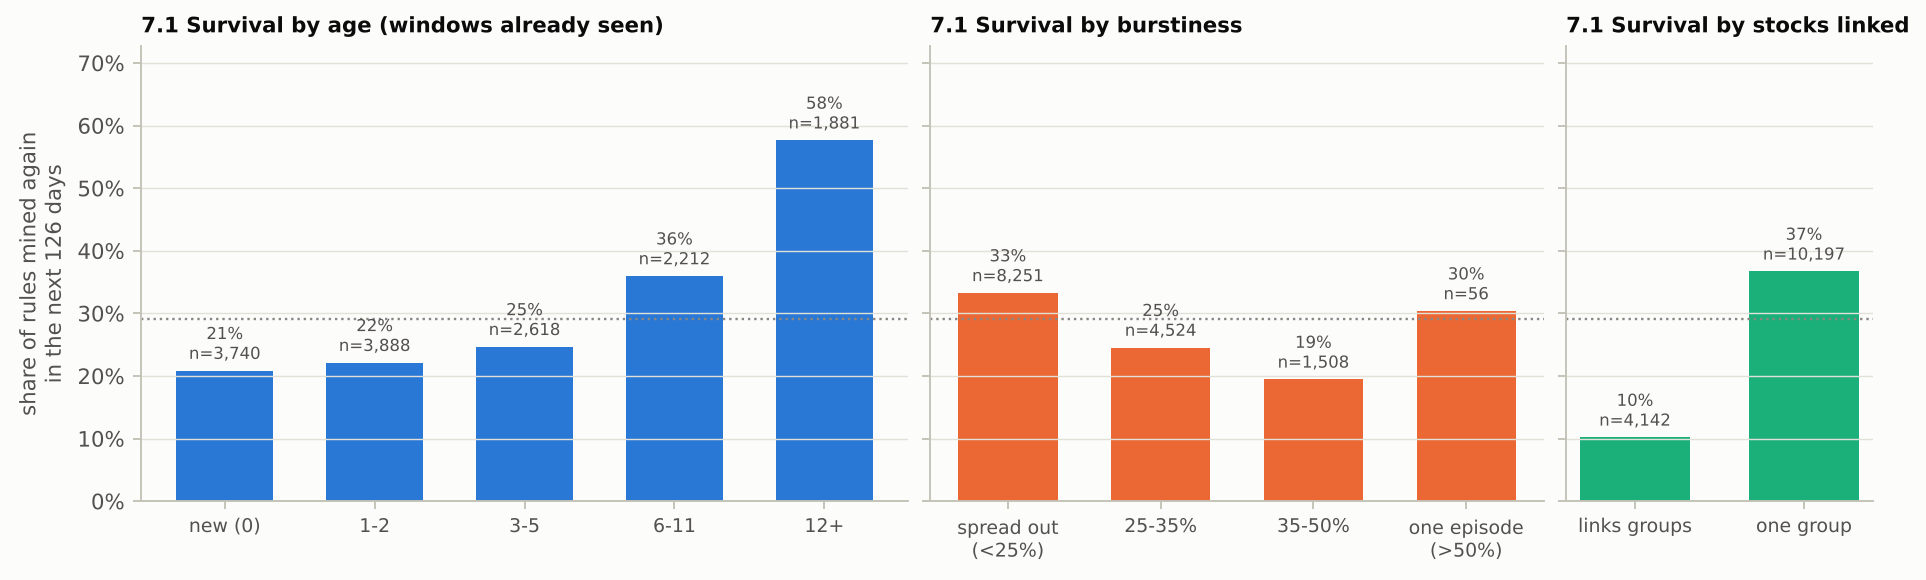 7.1 Survival by age (windows already seen)
share of rules mined again
in the next 126 days
70%
60%
50%
40%
30%
20%
10%
0%
21%
n=3,740
22%
n=3,888
25%
n=2,618
36%
n=2,212
58%
n=1,881
new (0)
1-2
3-5
6-11
12+
7.1 Survival by burstiness
33%
n=8,251
25%
n=4,524
19%
n=1,508
30%
n=56
spread out
(<25%)
25-35%
35-50%
one episode
(>50%)
7.1 Survival by stocks linked
10%
n=4,142
37%
n=10,197
links groups
one group